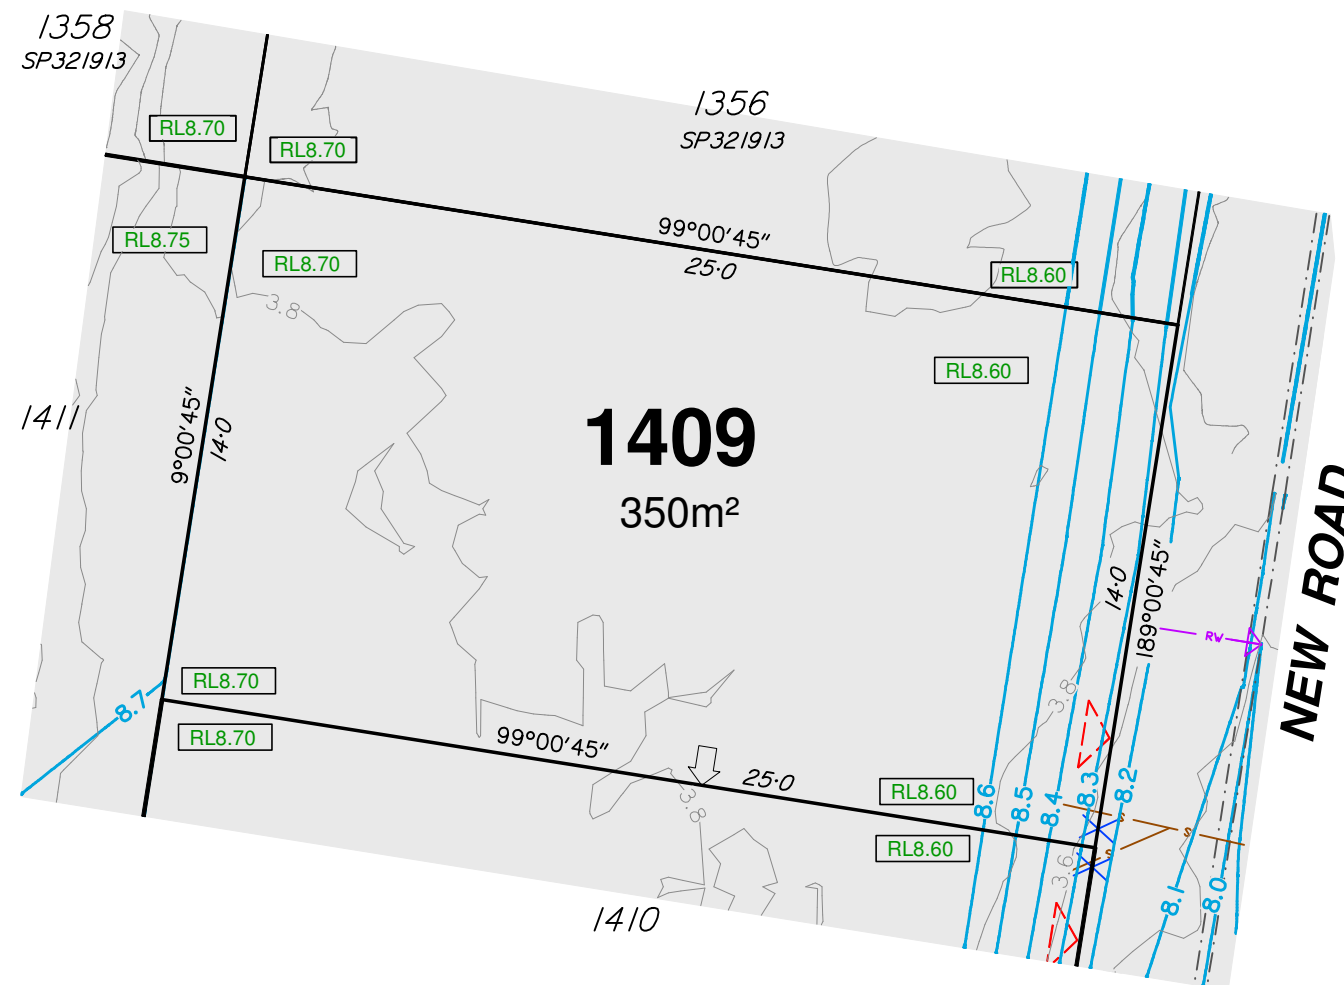 1358
SP321913
1356
SP321913
RL8.70
RL8.70
RL8.75
RL8.70
99°00'45"
25·0
RL8.60
3.8
RL8.60
1411
9°00'45"
14·0
1409
350m²
NEW ROAD
14·0
189°00'45"
RW
3.8
RL8.70
8.7
RL8.70
99°00'45"
25·0
RL8.60
8.6
8.5
8.4
8.3
8.2
3.8
S
S
S
RL8.60
3.6
8.1
8.0
1410